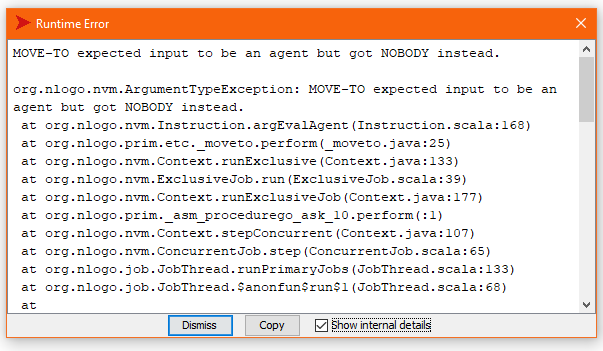 Runtime Error
MOVE-TO expected input to be an agent but got NOBODY instead.
org.nlogo.nvm.ArgumentTypeException: MOVE-TO expected input to be an
agent but got NOBODY instead.
at org.nlogo.nvm.Instruction.argEvalAgent(Instruction.scala:168)
at org.nlogo.prim.etc._moveto.perform(_moveto.java:25)
at org.nlogo.nvm.Context.runExclusive(Context.java:133)
at org.nlogo.nvm.ExclusiveJob.run(ExclusiveJob.scala:39)
at org.nlogo.nvm.Context.runExclusiveJob(Context.java:177)
at org.nlogo.prim._asm_procedurego_ask_10.perform(:1)
at org.nlogo.nvm.Context.stepConcurrent(Context.java:107)
at org.nlogo.nvm.ConcurrentJob.step(ConcurrentJob.scala:65)
at org.nlogo.job.JobThread.runPrimaryJobs(JobThread.scala:133)
at org.nlogo.job.JobThread.$anonfun$run$1(JobThread.scala:68)
at
Dismiss Copy Show internal details